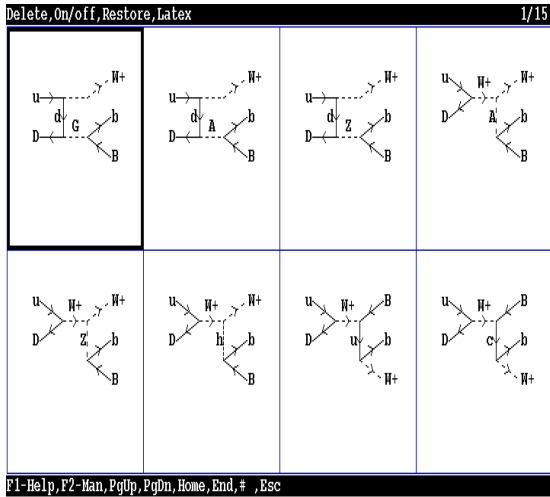 Delete,On/off,Restore,Latex 1/15
u W+ d G D b B
u W+ d A D b B
u W+ d Z D b B
u W+ W+ D A b B
u W+ W+ D Z b B
u W+ W+ D h b B
u W+ B D u b W+
u W+ B D c b W+
F1-Help,F2-Man,PgUp,PgDn,Home,End,# ,Esc